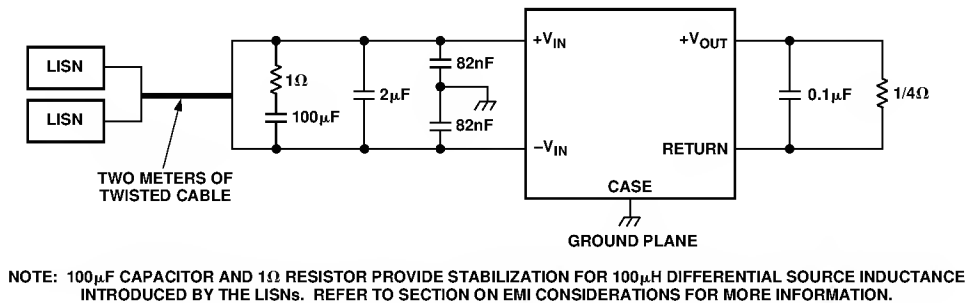 LISN
LISN
TWO METERS OF
TWISTED CABLE
1Ω
100μF
2μF
82nF
82nF
+VIN
−VIN
+VOUT
RETURN
CASE
GROUND PLANE
0.1μF
1/4Ω
NOTE: 100μF CAPACITOR AND 1Ω RESISTOR PROVIDE STABILIZATION FOR 100μH DIFFERENTIAL SOURCE INDUCTANCE
INTRODUCED BY THE LISNs. REFER TO SECTION ON EMI CONSIDERATIONS FOR MORE INFORMATION.